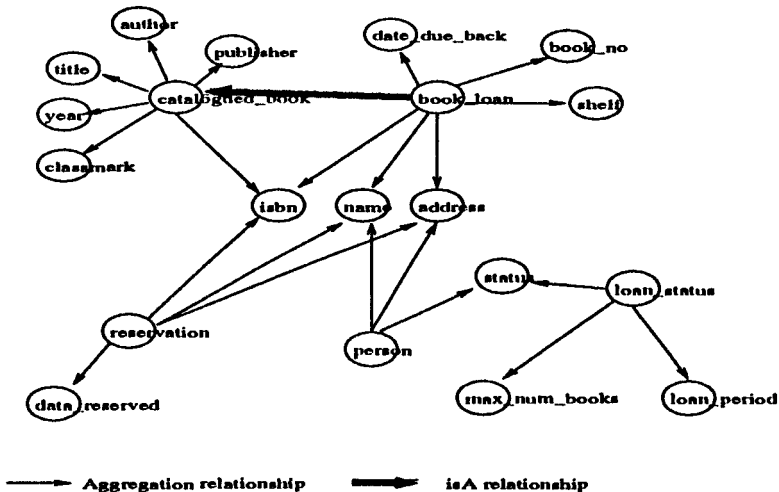 author
publisher
date_due_back
book_no
title
catalogued_book
book_loan
shelf
year
classmark
isbn
name
address
status
loan_status
reservation
person
data_reserved
max_num_books
loan_period
Aggregation relationship
isA relationship